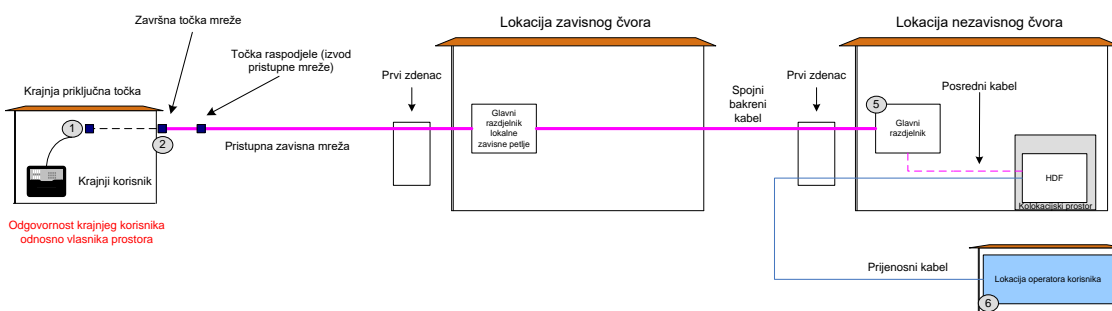 Završna točka mreže
Lokacija zavisnog čvora
Lokacija nezavisnog čvora
Točka raspodjele (izvod
pristupne mreže)
Krajnja priključna točka
Prvi zdenac
Spojni
bakreni
kabel
Prvi zdenac
Posredni kabel
1
2
5
Glavni
razdjelnik
lokalne
zavisne petlje
Glavni
razdjelnik
Pristupna zavisna mreža
Krajnji korisnik
HDF
Kolokacijski prostor
Odgovornost krajnjeg korisnika
odnosno vlasnika prostora
Prijenosni kabel
Lokacija operatora korisnika
6